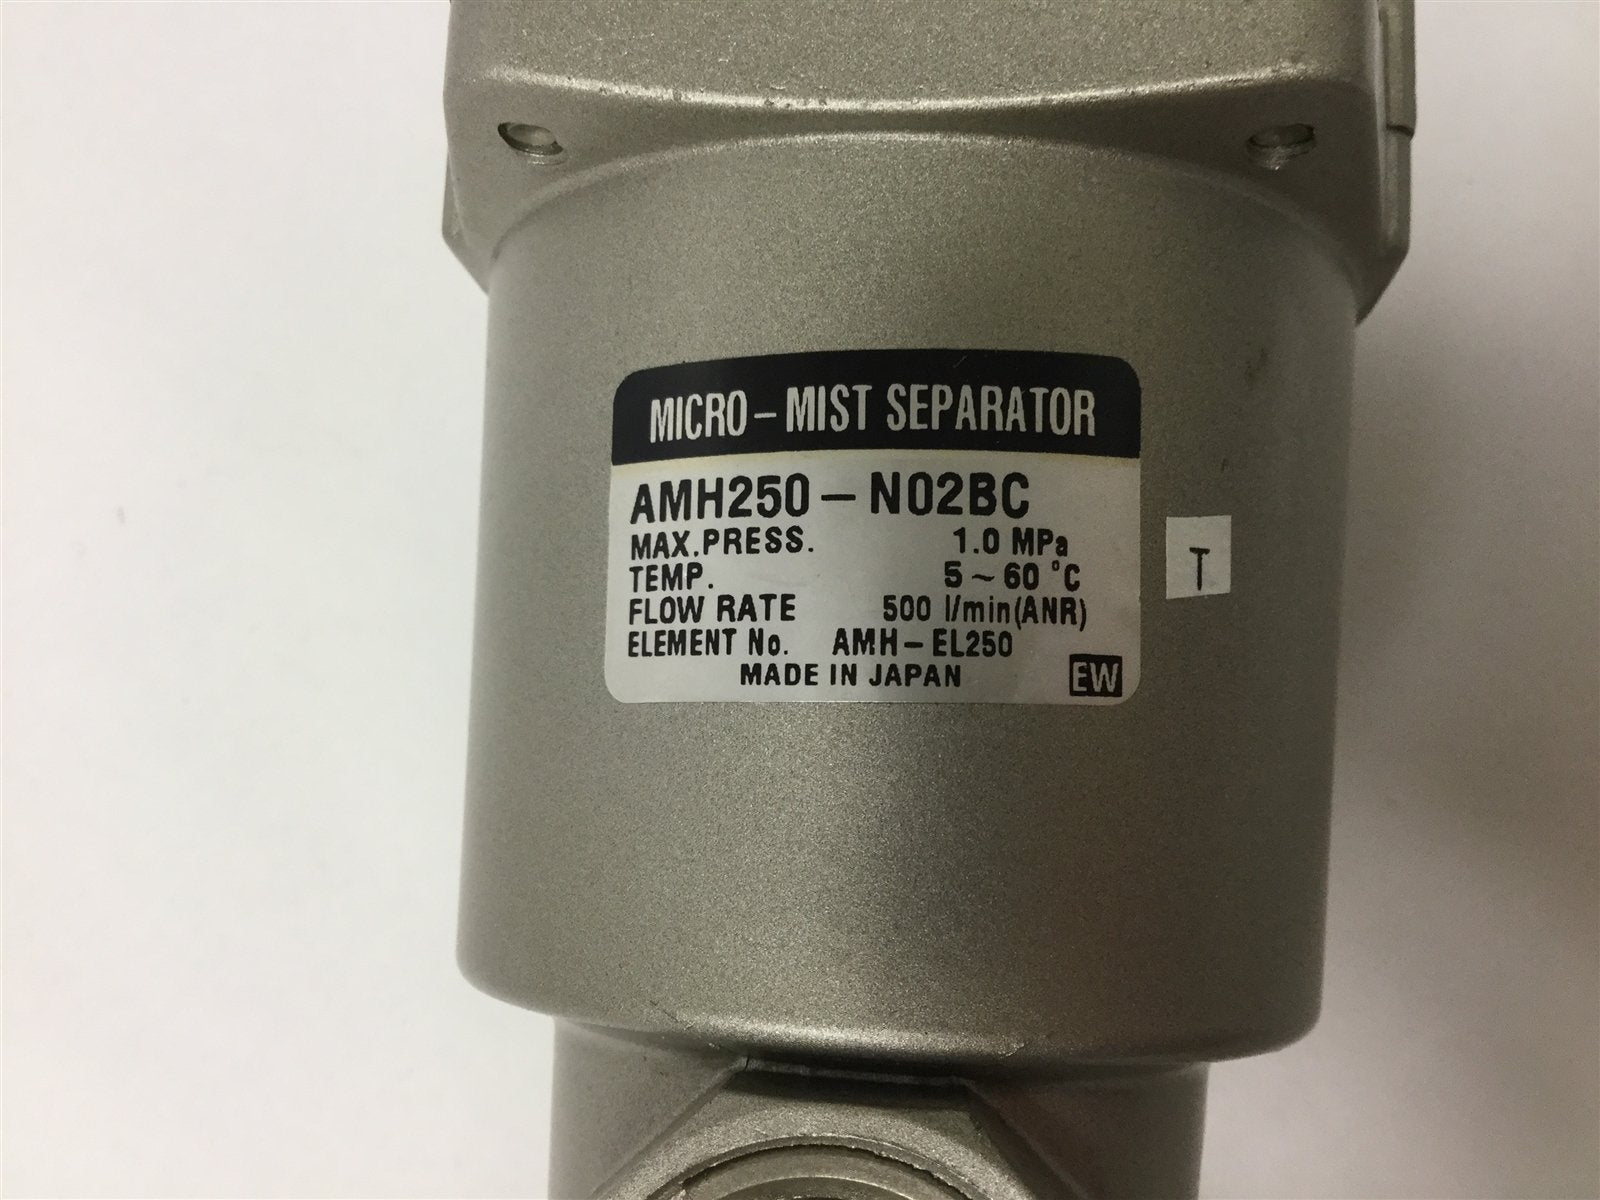 MICRO-MIST SEPARATOR
AMH250-N02BC
MAX.PRESS. 1.0 MPa
TEMP. 5~60 °C
FLOW RATE 500 l/min(ANR)
ELEMENT No. AMH-EL250
MADE IN JAPAN EW
T